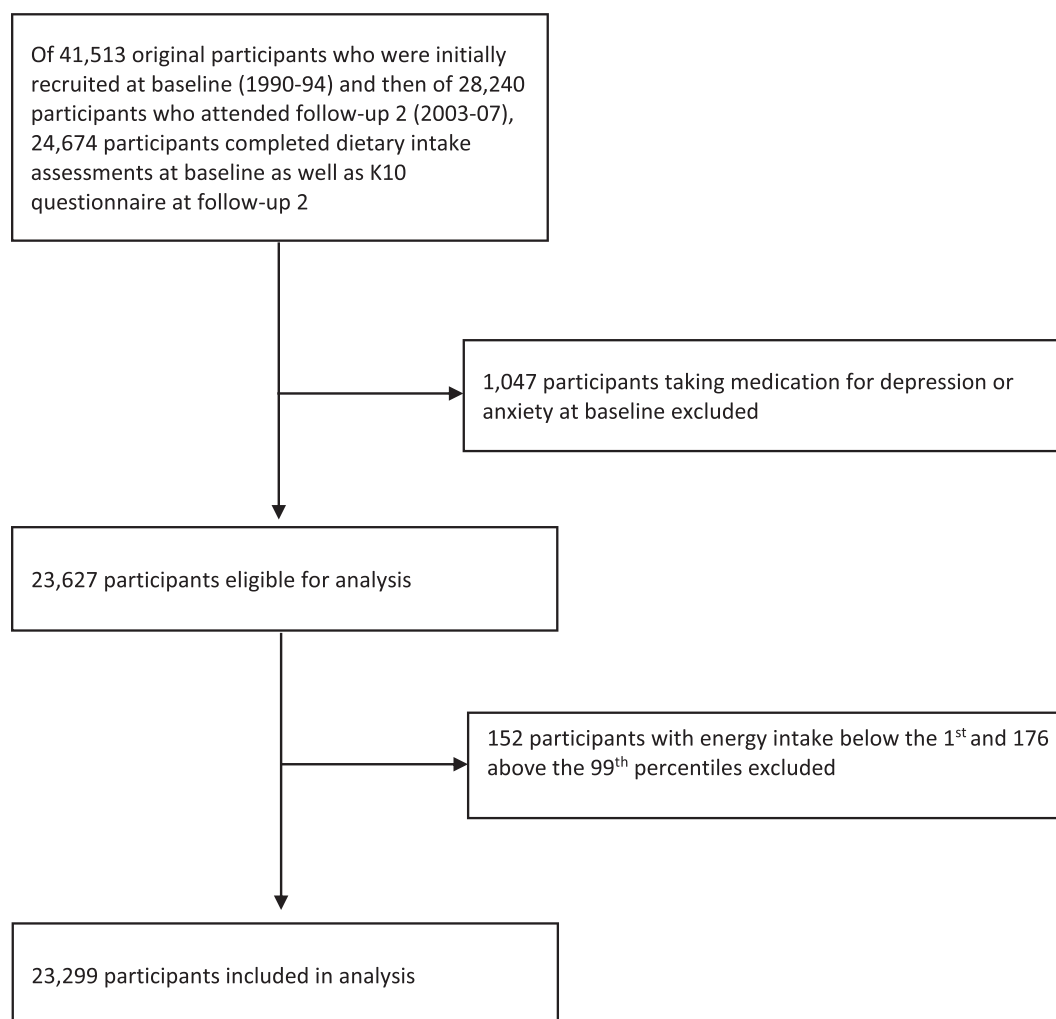 Of 41,513 original participants who were initially
recruited at baseline (1990-94) and then of 28,240
participants who attended follow-up 2 (2003-07),
24,674 participants completed dietary intake
assessments at baseline as well as K10
questionnaire at follow-up 2
1,047 participants taking medication for depression or
anxiety at baseline excluded
23,627 participants eligible for analysis
152 participants with energy intake below the 1st and 176
above the 99th percentiles excluded
23,299 participants included in analysis